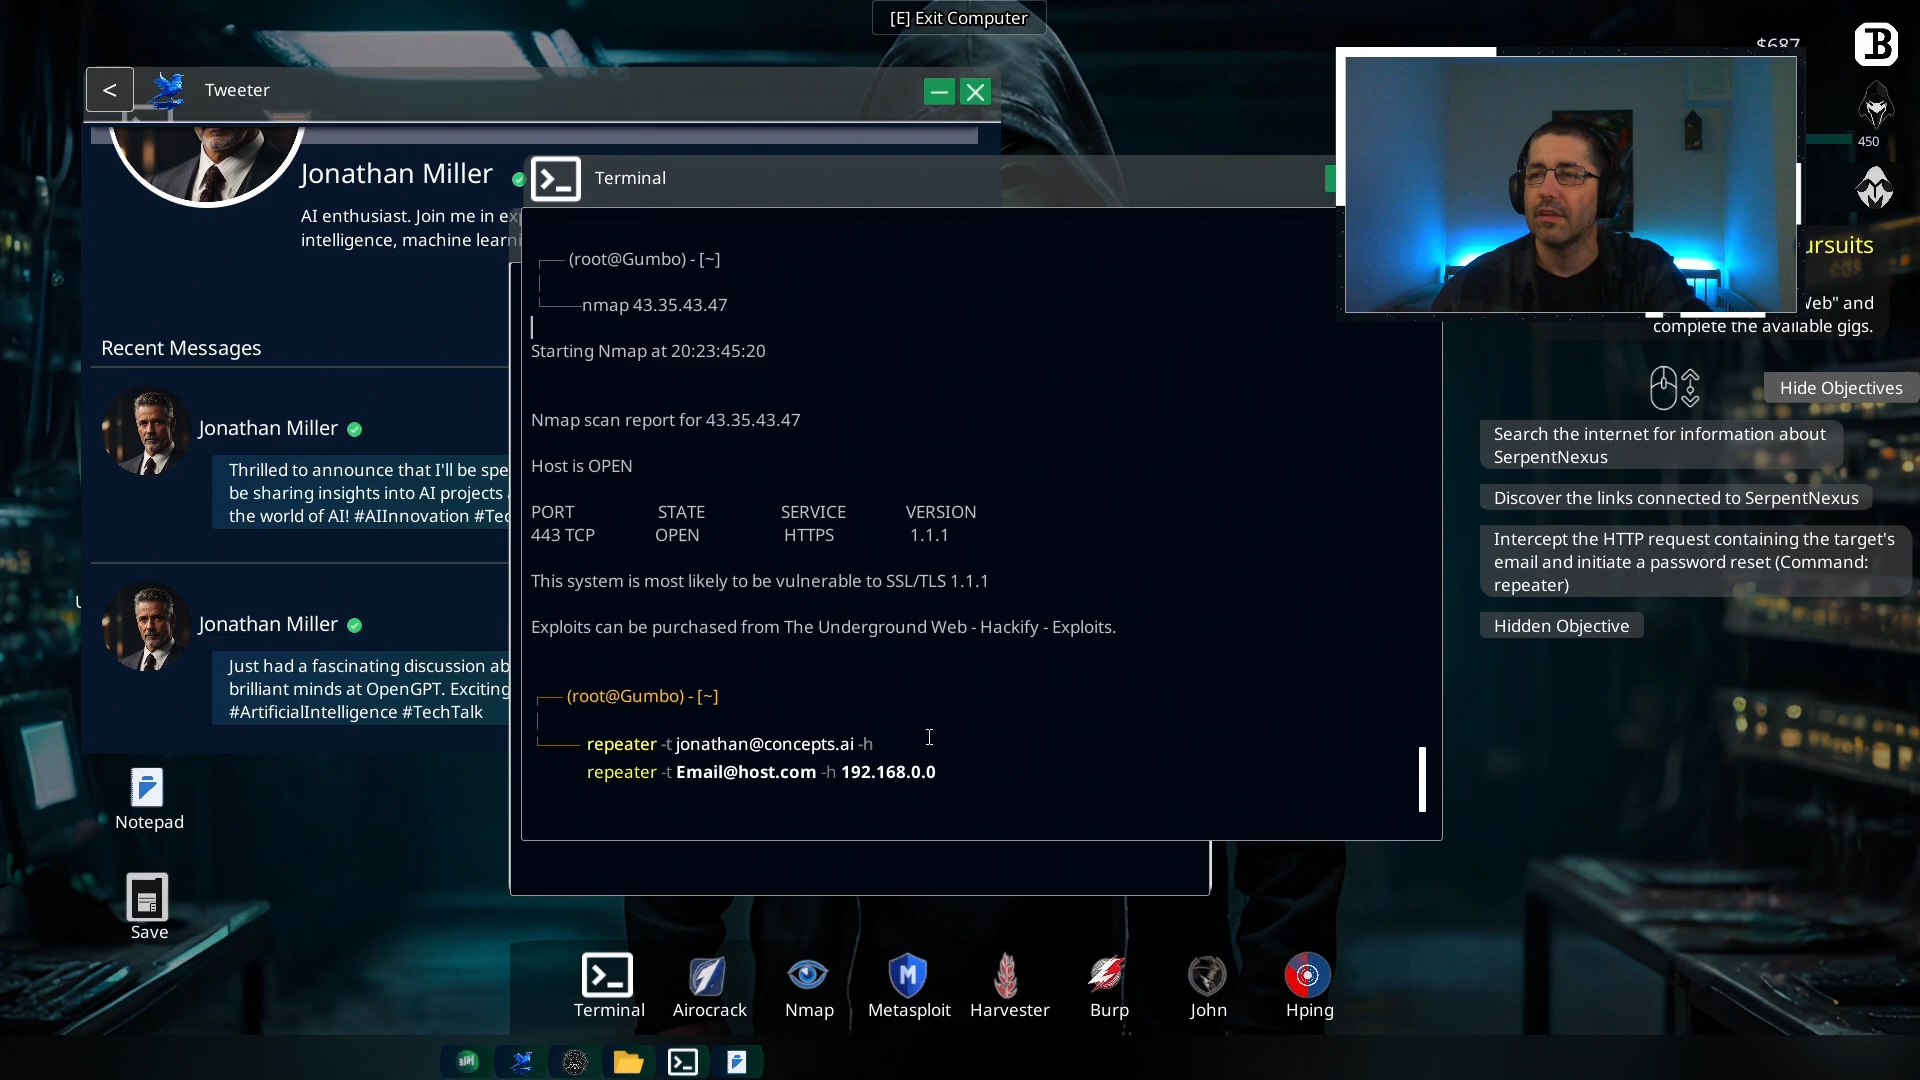 [E] Exit Computer
$687
B
< Tweeter
450
Jonathan Miller
AI enthusiast. Join me in ex
intelligence, machine learni
Recent Messages
Jonathan Miller
Thrilled to announce that I'll be spe
be sharing insights into AI projects
the world of AI! #AIInnovation #Tec
Jonathan Miller
Just had a fascinating discussion ab
brilliant minds at OpenGPT. Exciting
#ArtificialIntelligence #TechTalk
Terminal
(root@Gumbo) - [~]
nmap 43.35.43.47
Starting Nmap at 20:23:45:20
Nmap scan report for 43.35.43.47
Host is OPEN
PORT STATE SERVICE VERSION
443 TCP OPEN HTTPS 1.1.1
This system is most likely to be vulnerable to SSL/TLS 1.1.1
Exploits can be purchased from The Underground Web - Hackify - Exploits.
(root@Gumbo) - [~]
repeater -t jonathan@concepts.ai -h
repeater -t Email@host.com -h 192.168.0.0
ursuits
Web" and
complete the available gigs.
Hide Objectives
Search the internet for information about
SerpentNexus
Discover the links connected to SerpentNexus
Intercept the HTTP request containing the target's
email and initiate a password reset (Command:
repeater)
Hidden Objective
Notepad
Save
Terminal
Airocrack
Nmap
Metasploit
Harvester
Burp
John
Hping